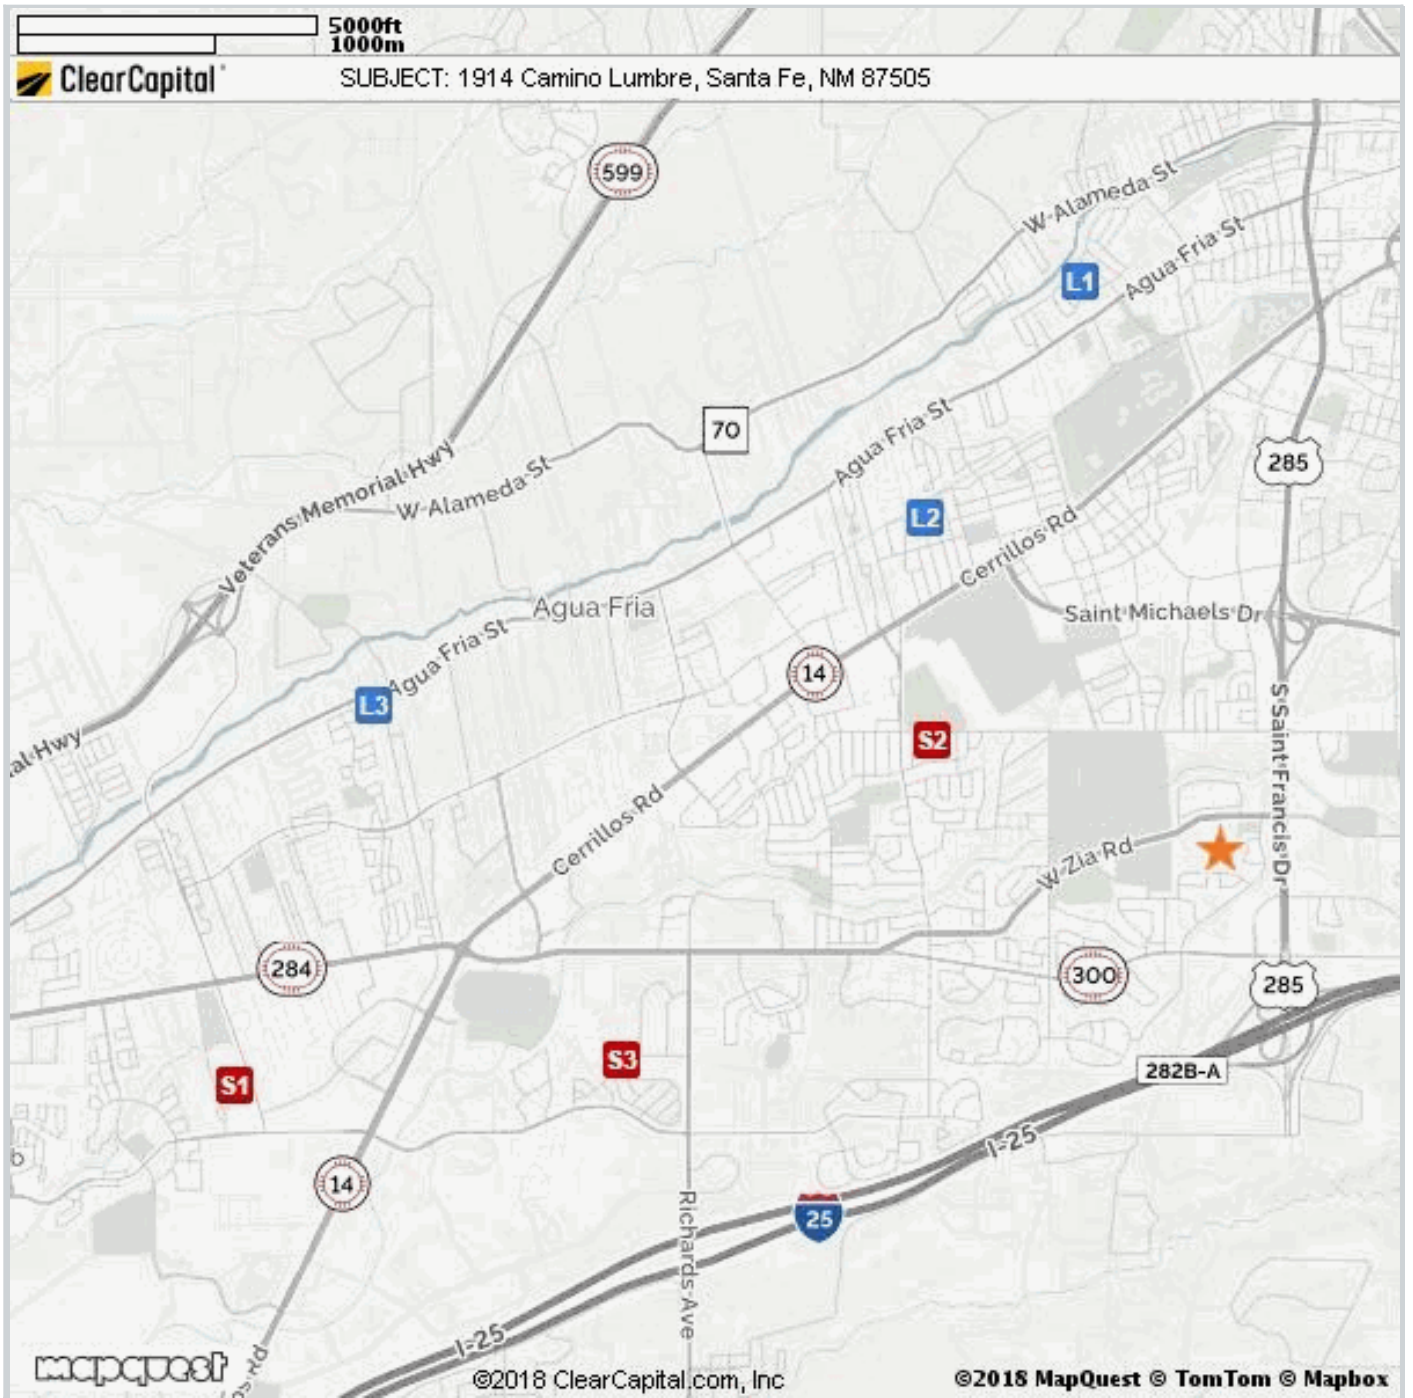 5000ft
1000m
ClearCapital
SUBJECT: 1914 Camino Lumbre, Santa Fe, NM 87505
599
W Alameda St
Agua Fria St
L1
70
Agua Fria St
285
Veterans Memorial Hwy
W Alameda St
L2
Cerrillos Rd
Agua Fria
Saint Michaels Dr
Agua Fria St
14
L3
S Saint Francis Dr
S2
al Hwy
Cerrillos Rd
W Zia Rd
284
300
285
S3
282B-A
S1
I-25
14
25
Richards Ave
I-25
os Rd
mapquest
©2018 ClearCapital.com, Inc
©2018 MapQuest © TomTom © Mapbox